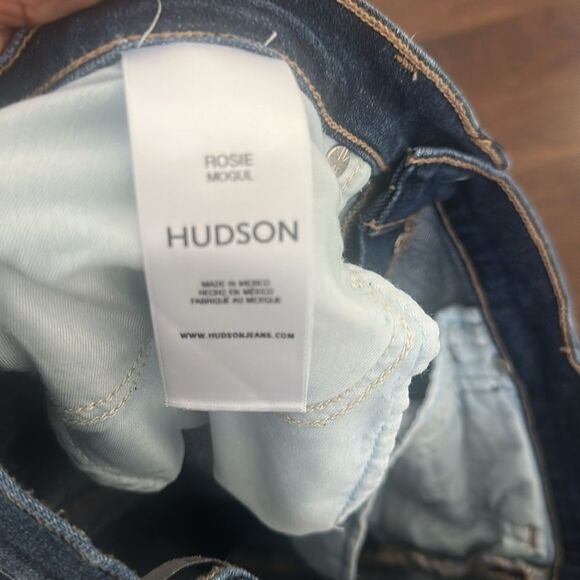 ROSIE
MOGUL
HUDSON
MADE IN MEXICO
HECHO EN MÉXICO
FABRIQUÉ AU MEXIQUE
WWW.HUDSONJEANS.COM